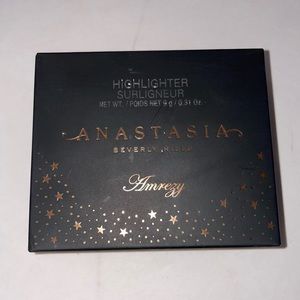 HIGHLIGHTER
SURLIGNEUR
NET WT. / POIDS NET 9 g / 0.31 Oz.
ANASTASIA
BEVERLY HILLS
Amrezy